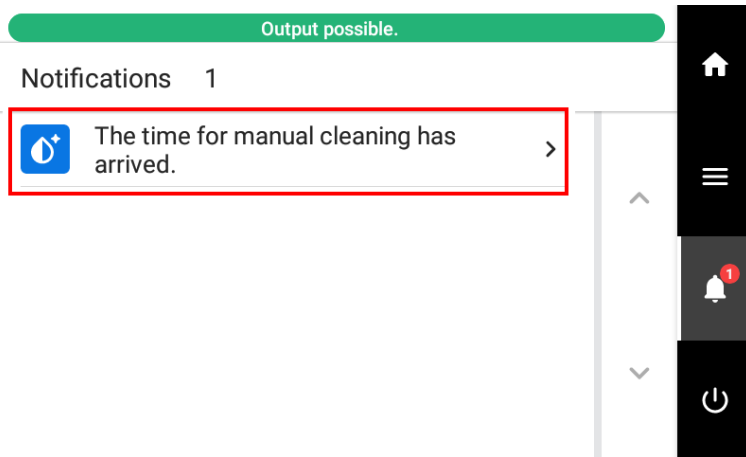 Output possible.
Notifications 1
The time for manual cleaning has
arrived.
1